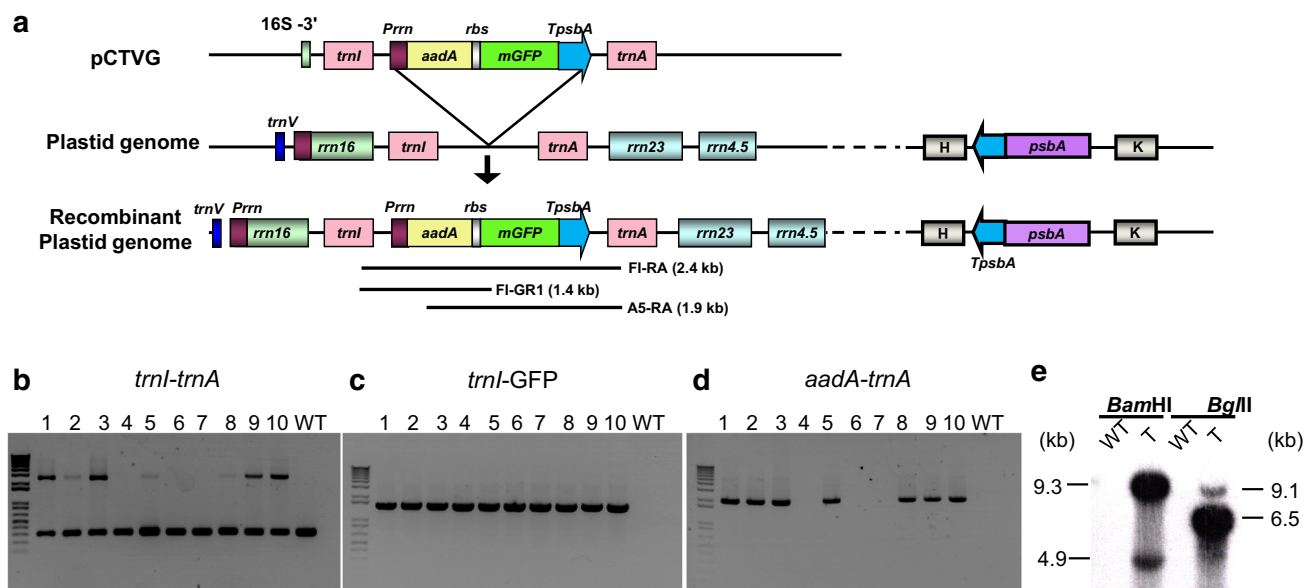 a
16S -3'
Prrn
rbs
TpsbA
pCTVG
trnI
aadA
mGFP
trnA
trnV
Plastid genome
rrn16
trnI
trnA
rrn23
rrn4.5
H
psbA
K
Recombinant
Plastid genome
trnV
Prrn
Prrn
rbs
TpsbA
rrn16
trnI
aadA
mGFP
trnA
rrn23
rrn4.5
H
psbA
K
TpsbA
FI-RA (2.4 kb)
FI-GR1 (1.4 kb)
A5-RA (1.9 kb)
b
trnI-trnA
1 2 3 4 5 6 7 8 9 10 WT
c
trnI-GFP
1 2 3 4 5 6 7 8 9 10 WT
d
aadA-trnA
1 2 3 4 5 6 7 8 9 10 WT
e
BamHI BglII
(kb) WT T WT T (kb)
9.3
4.9
9.1
6.5